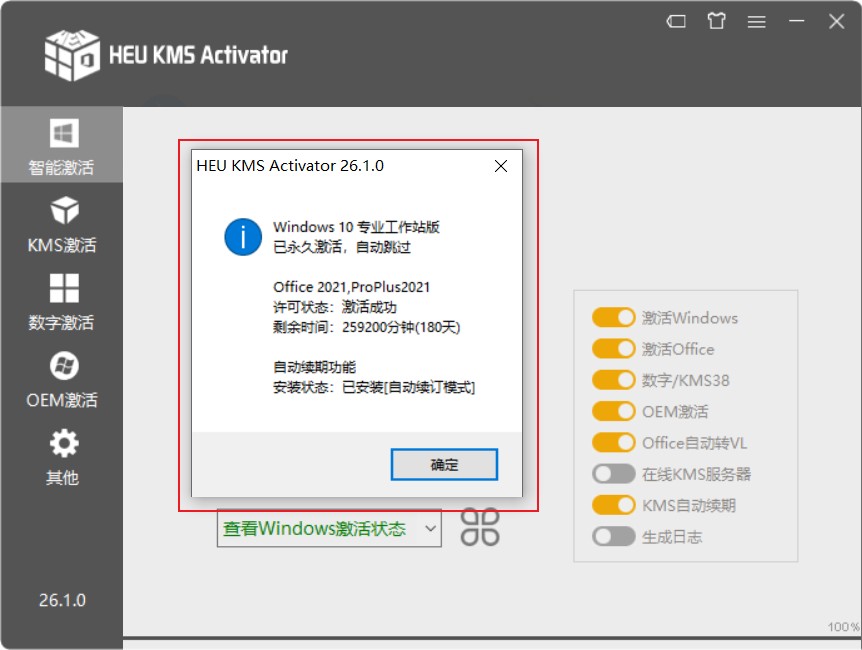 HEU KMS Activator
智能激活
KMS激活
数字激活
OEM激活
其他
26.1.0
HEU KMS Activator 26.1.0
Windows 10 专业工作站版
已永久激活，自动跳过
Office 2021,ProPlus2021
许可状态：激活成功
剩余时间：259200分钟(180天)
自动续期功能
安装状态：已安装[自动续订模式]
确定
查看Windows激活状态
激活Windows
激活Office
数字/KMS38
OEM激活
Office自动转VL
在线KMS服务器
KMS自动续期
生成日志
100%